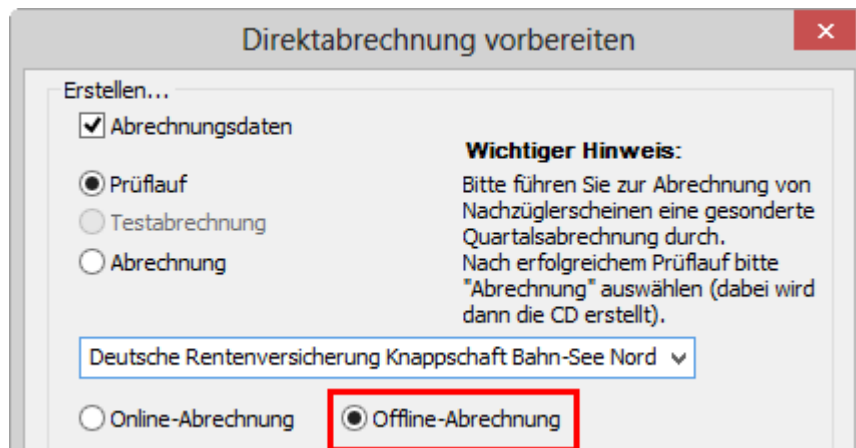 Direktabrechnung vorbereiten
Erstellen...
Abrechnungsdaten
Wichtiger Hinweis:
Prüflauf
Testabrechnung
Abrechnung
Bitte führen Sie zur Abrechnung von
Nachzüglerscheinen eine gesonderte
Quartalsabrechnung durch.
Nach erfolgreichem Prüflauf bitte
"Abrechnung" auswählen (dabei wird
dann die CD erstellt).
Deutsche Rentenversicherung Knappschaft Bahn-See Nord
Online-Abrechnung
Offline-Abrechnung